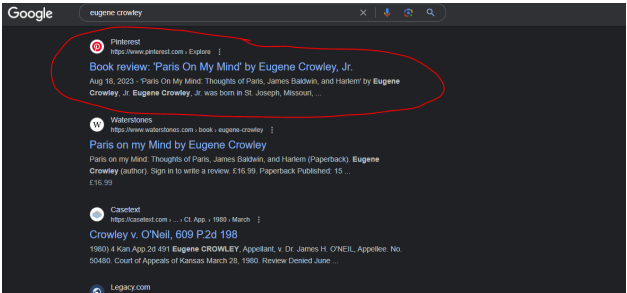 Google
eugene crowley
Pinterest
https://www.pinterest.com › Explore
Book review: 'Paris On My Mind' by Eugene Crowley, Jr.
Aug 18, 2023 - 'Paris On My Mind: Thoughts of Paris, James Baldwin, and Harlem' by Eugene
Crowley, Jr. Eugene Crowley, Jr. was born in St. Joseph, Missouri, ...
W
Waterstones
https://www.waterstones.com › book › eugene-crowley
Paris on my Mind by Eugene Crowley
Paris on my Mind: Thoughts of Paris, James Baldwin, and Harlem (Paperback). Eugene
Crowley (author). Sign in to write a review. £16.99. Paperback Published: 15 ...
£16.99
Casetext
https://casetext.com › ... › Ct. App. › 1980 › March
Crowley v. O'Neil, 609 P.2d 198
1980) 4 Kan.App.2d 491 Eugene CROWLEY, Appellant, v. Dr. James H. O'NEIL, Appellee. No.
50480. Court of Appeals of Kansas March 28, 1980. Review Denied June ...
Legacy.com